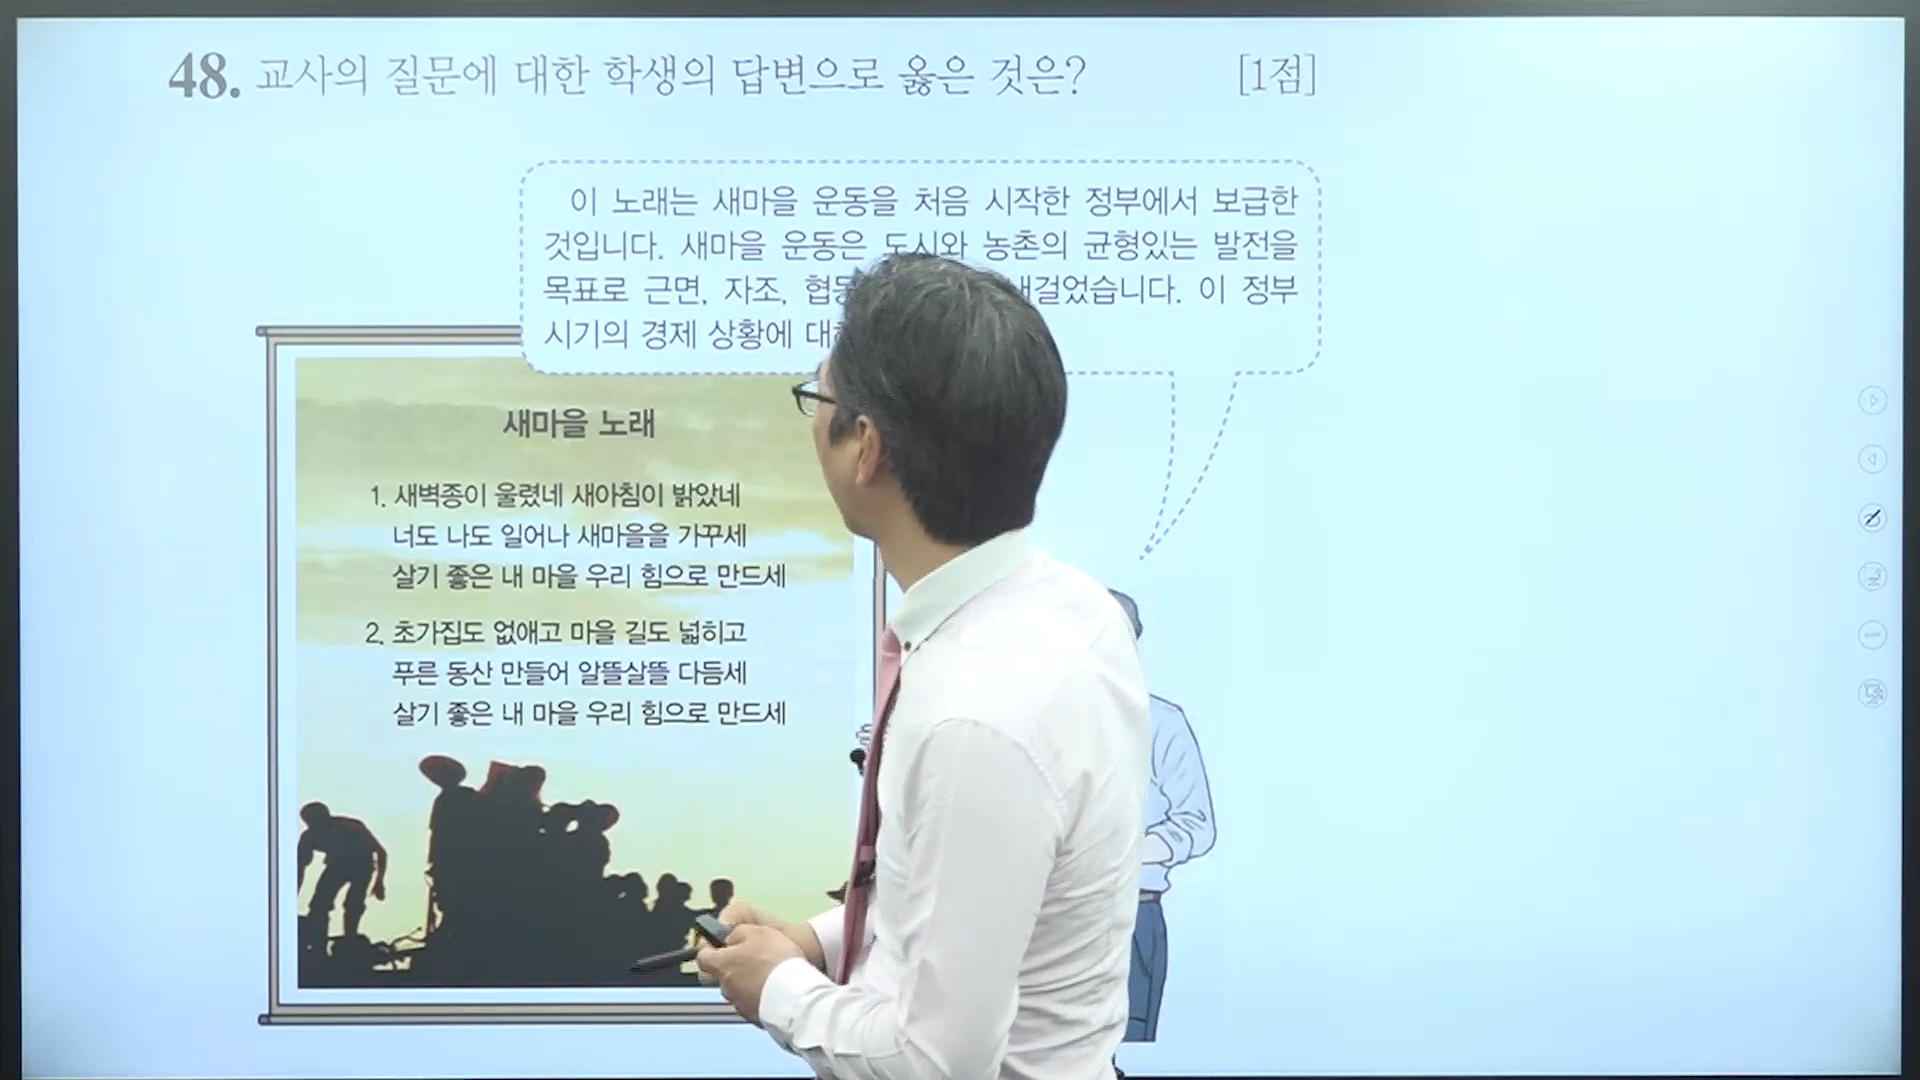 48. 교사의 질문에 대한 학생의 답변으로 옳은 것은? [1점]
이 노래는 새마을 운동을 처음 시작한 정부에서 보급한
것입니다. 새마을 운동은 도시와 농촌의 균형있는 발전을
목표로 근면, 자조, 내걸었습니다. 이 정부
시기의 경제 상황에
새마을 노래
1. 새벽종이 울렸네 새아침이 밝았네
너도 나도 일어나 새마을을 가꾸세
살기 좋은 내 마을 우리 힘으로 만드세
2. 초가집도 없애고 마을 길도 넓히고
푸른 동산 만들어 알뜰살뜰 다듬세
살기 좋은 내 마을 우리 힘으로 만드세